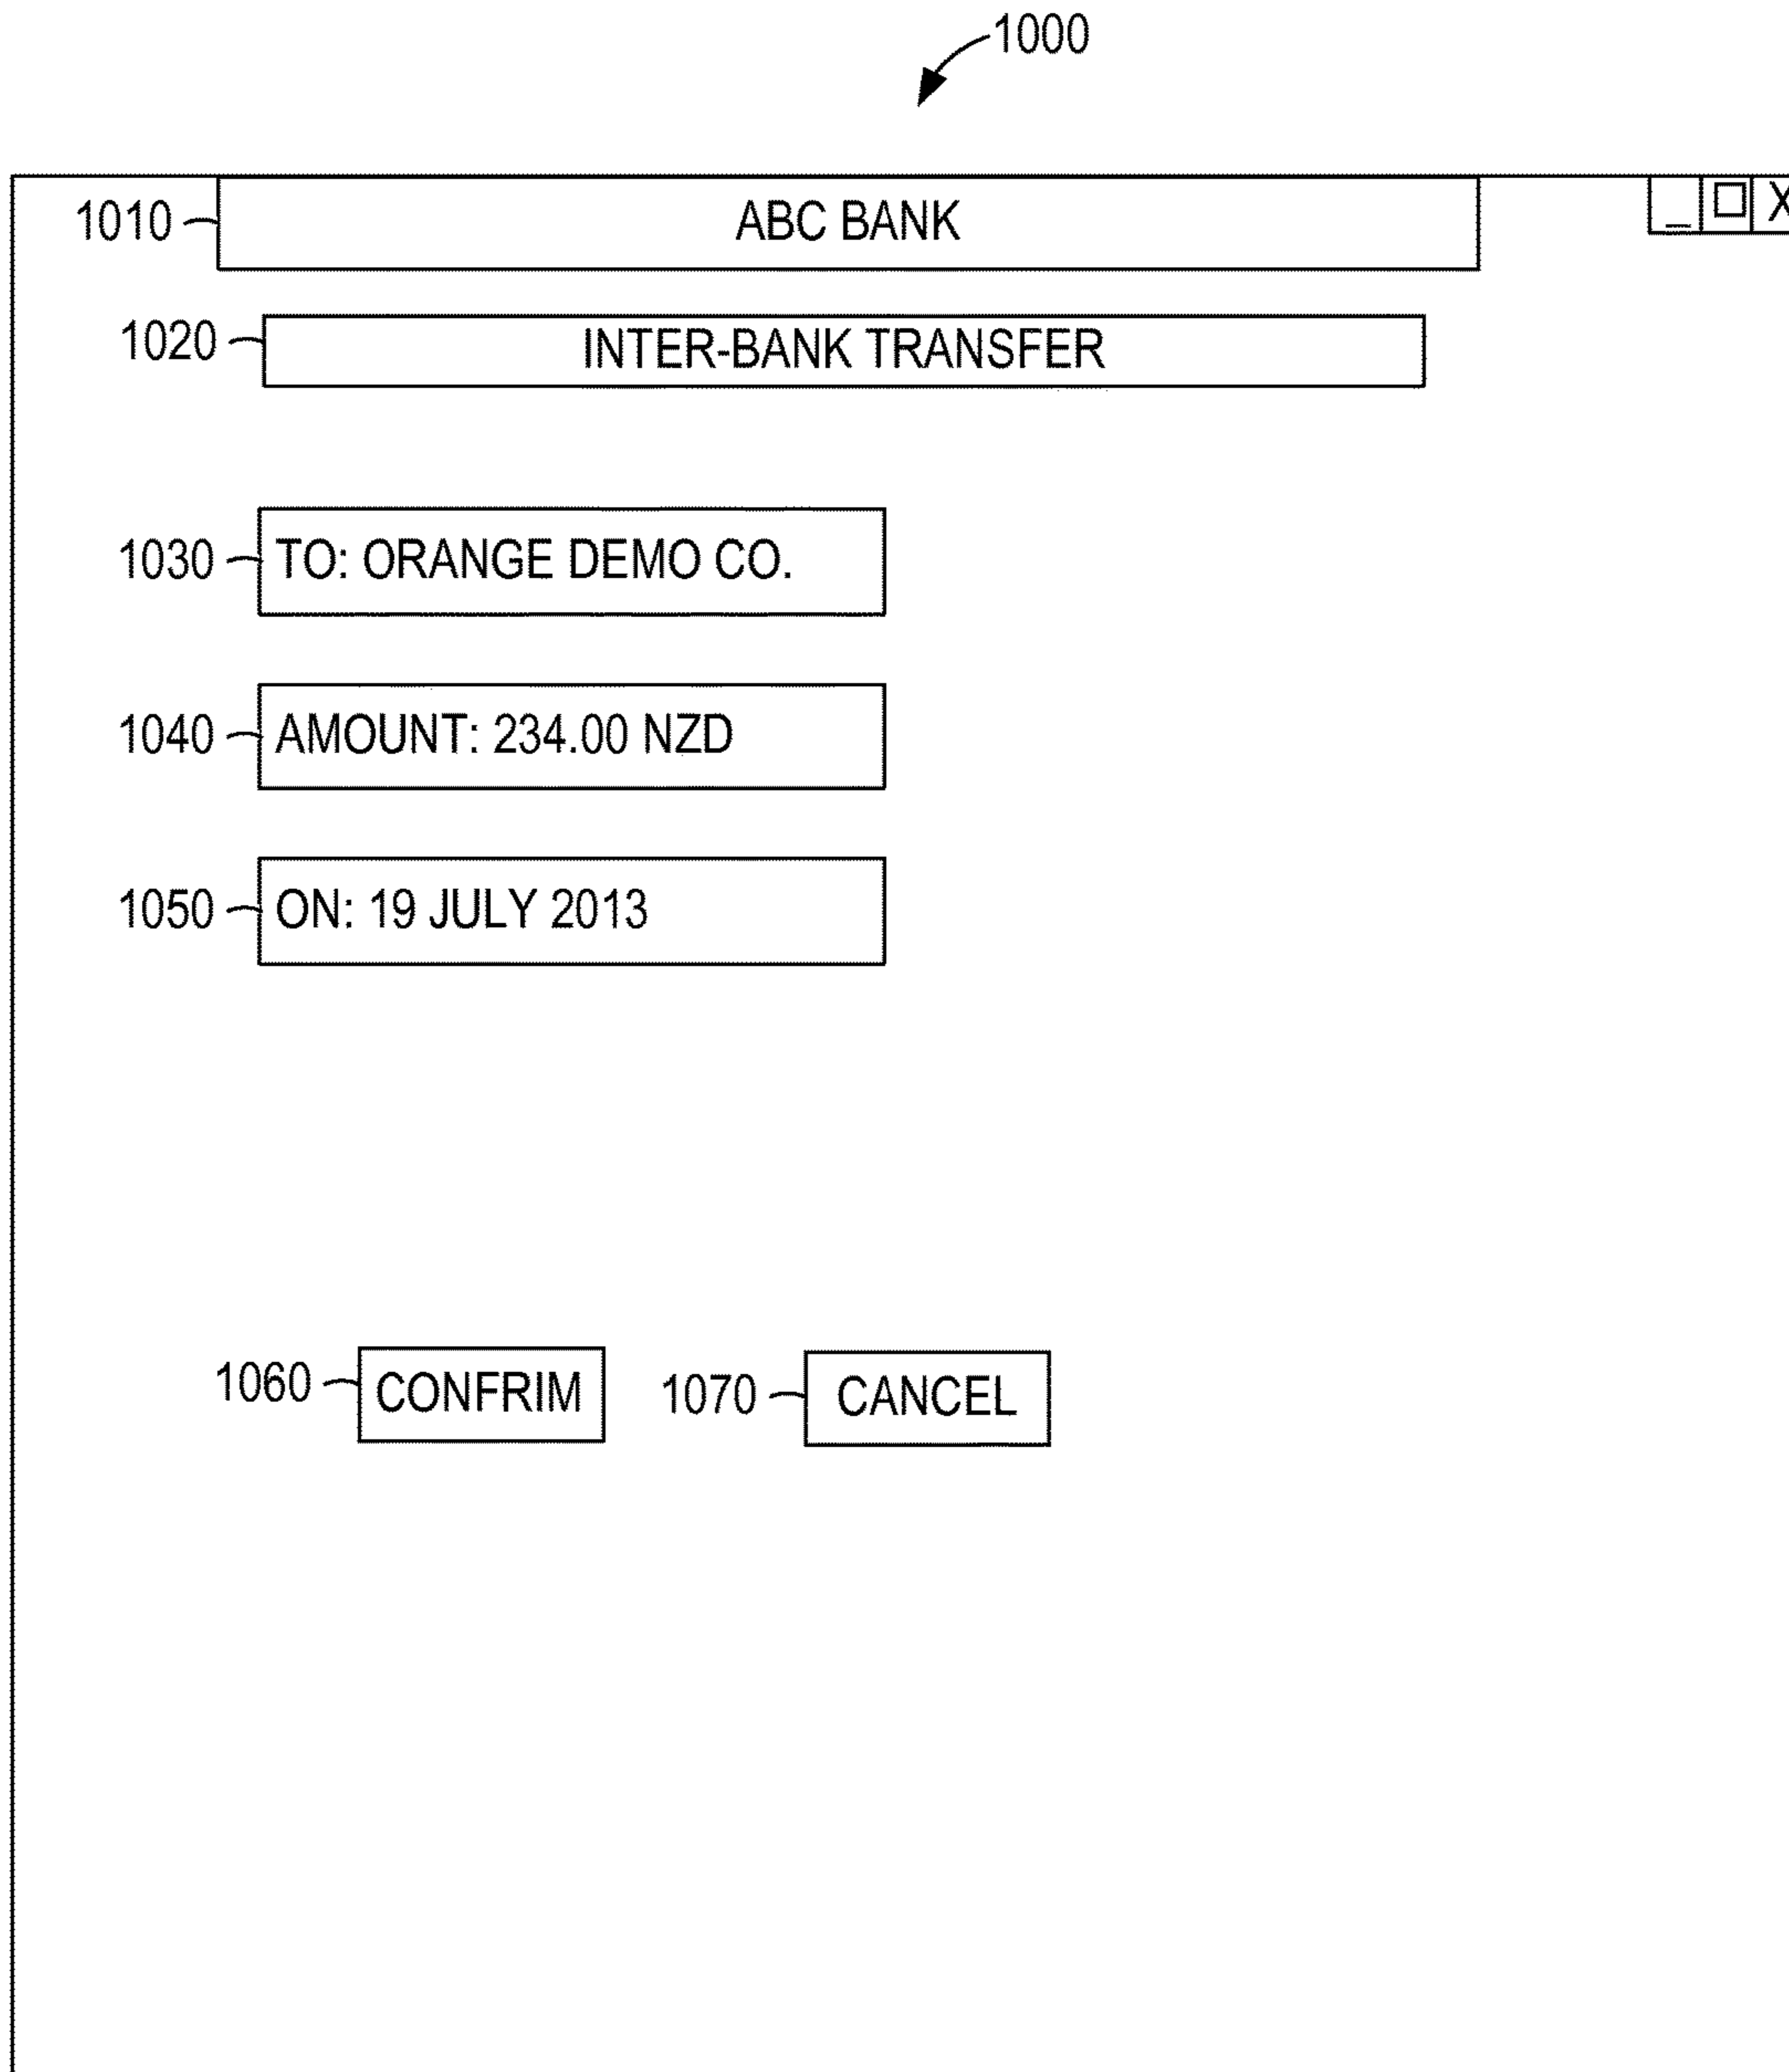 1000
1010 ABC BANK _ □ X
1020 INTER-BANK TRANSFER
1030 TO: ORANGE DEMO CO.
1040 AMOUNT: 234.00 NZD
1050 ON: 19 JULY 2013
1060 CONFRIM 1070 CANCEL